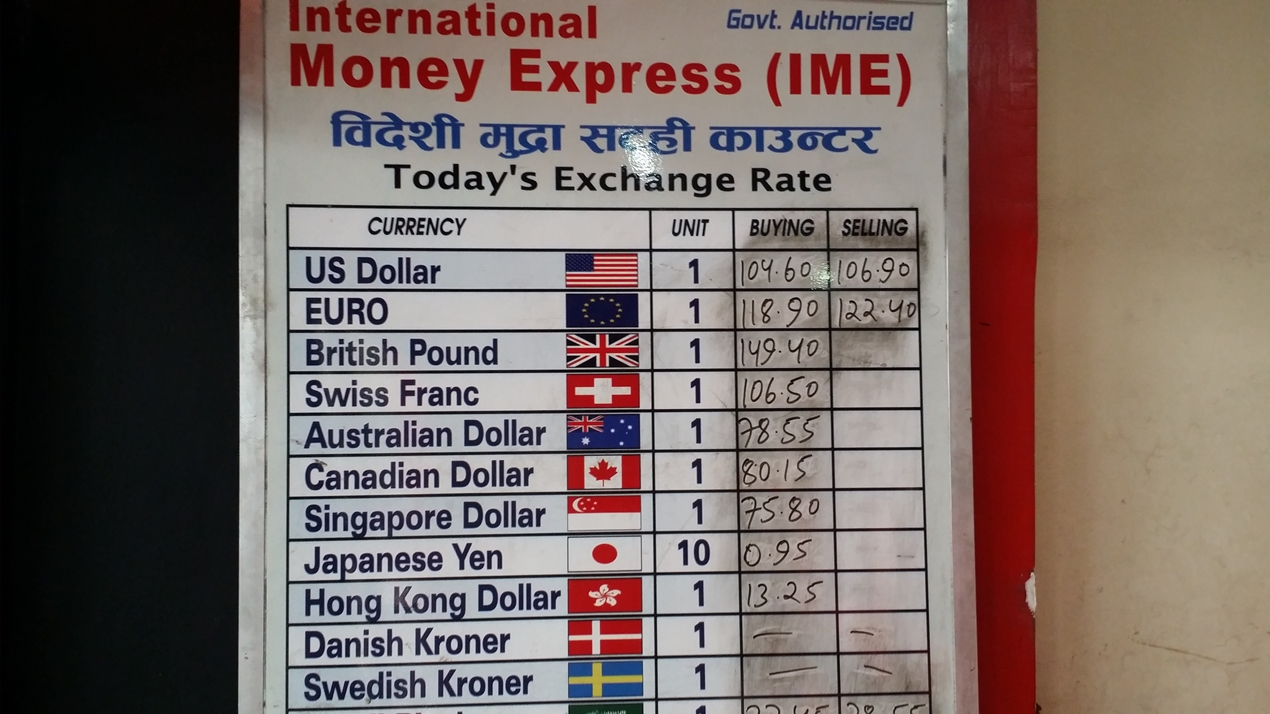 International Govt. Authorised
Money Express (IME)
विदेशी मुद्रा सटही काउन्टर
Today's Exchange Rate
CURRENCY UNIT BUYING SELLING
US Dollar 1 104.60 106.90
EURO 1 118.90 122.40
British Pound 1 149.40
Swiss Franc 1 106.50
Australian Dollar 1 78.55
Canadian Dollar 1 80.15
Singapore Dollar 1 75.80
Japanese Yen 10 0.95
Hong Kong Dollar 1 13.25
Danish Kroner 1 — —
Swedish Kroner 1 — —